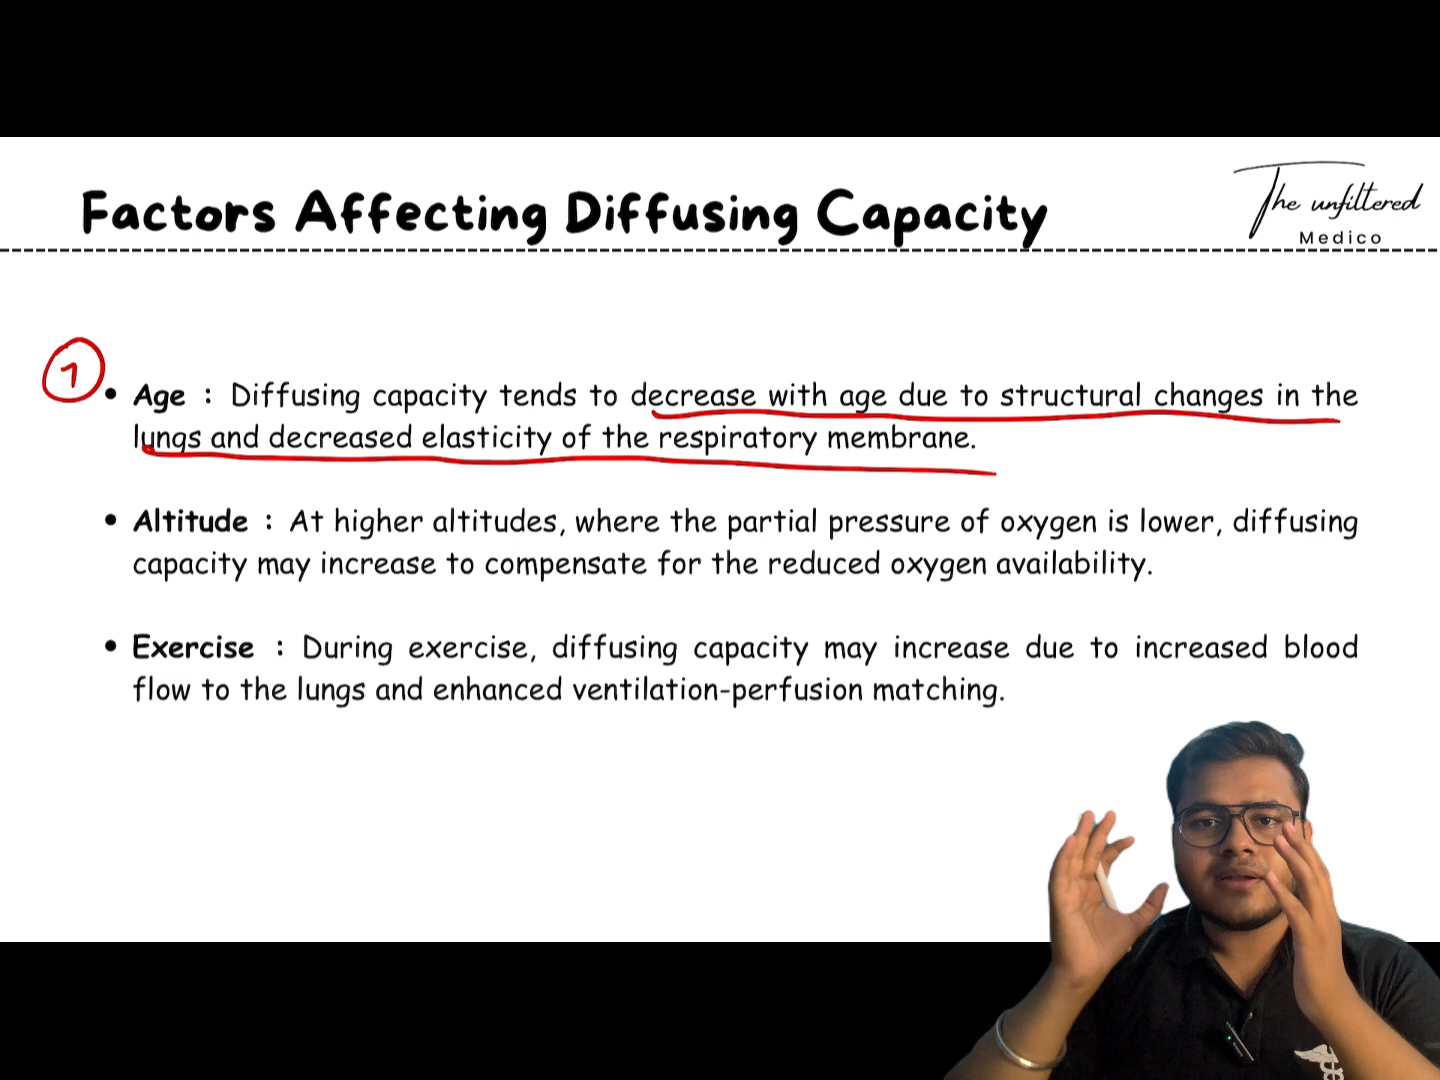 Factors Affecting Diffusing Capacity
The unfiltered
Medico
1
• Age : Diffusing capacity tends to decrease with age due to structural changes in the
lungs and decreased elasticity of the respiratory membrane.
• Altitude : At higher altitudes, where the partial pressure of oxygen is lower, diffusing
capacity may increase to compensate for the reduced oxygen availability.
• Exercise : During exercise, diffusing capacity may increase due to increased blood
flow to the lungs and enhanced ventilation-perfusion matching.